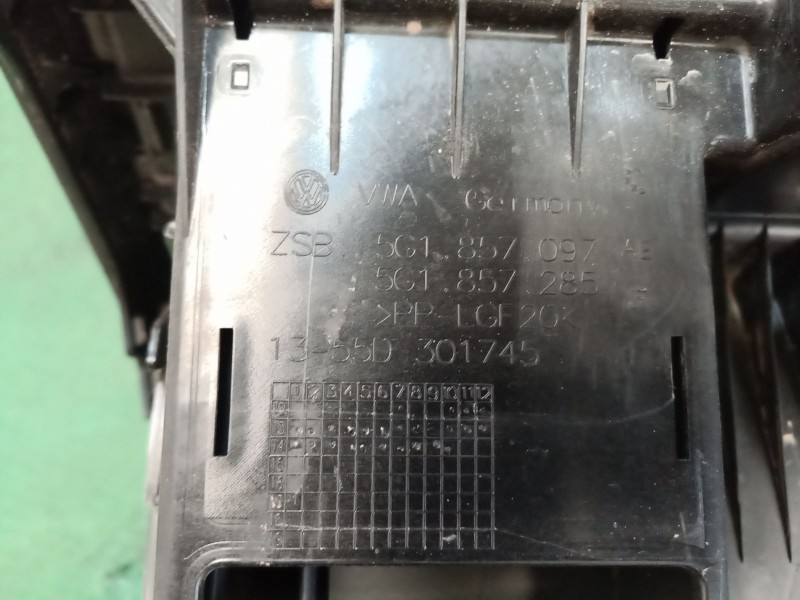 VW VWA Germany
ZSB 5G1.857.097 AE
5G1.857.285
>PP-LGF20<
13-55D 301745
1 2 3 4 5 6 7 8 9 10 11 12